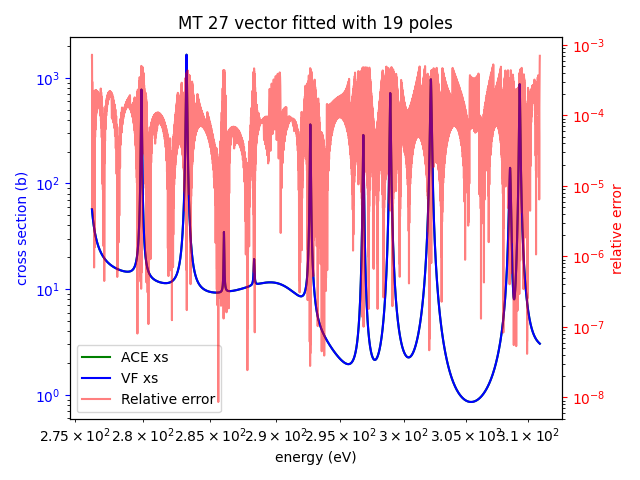 MT 27 vector fitted with 19 poles
10³
10²
10¹
10⁰
cross section (b)
10⁻³
10⁻⁴
10⁻⁵
10⁻⁶
10⁻⁷
10⁻⁸
relative error
ACE xs
VF xs
Relative error
2.75 × 10² 2.8 × 10² 2.85 × 10² 2.9 × 10² 2.95 × 10² 3 × 10² 3.05 × 10² 3.1 × 10²
energy (eV)